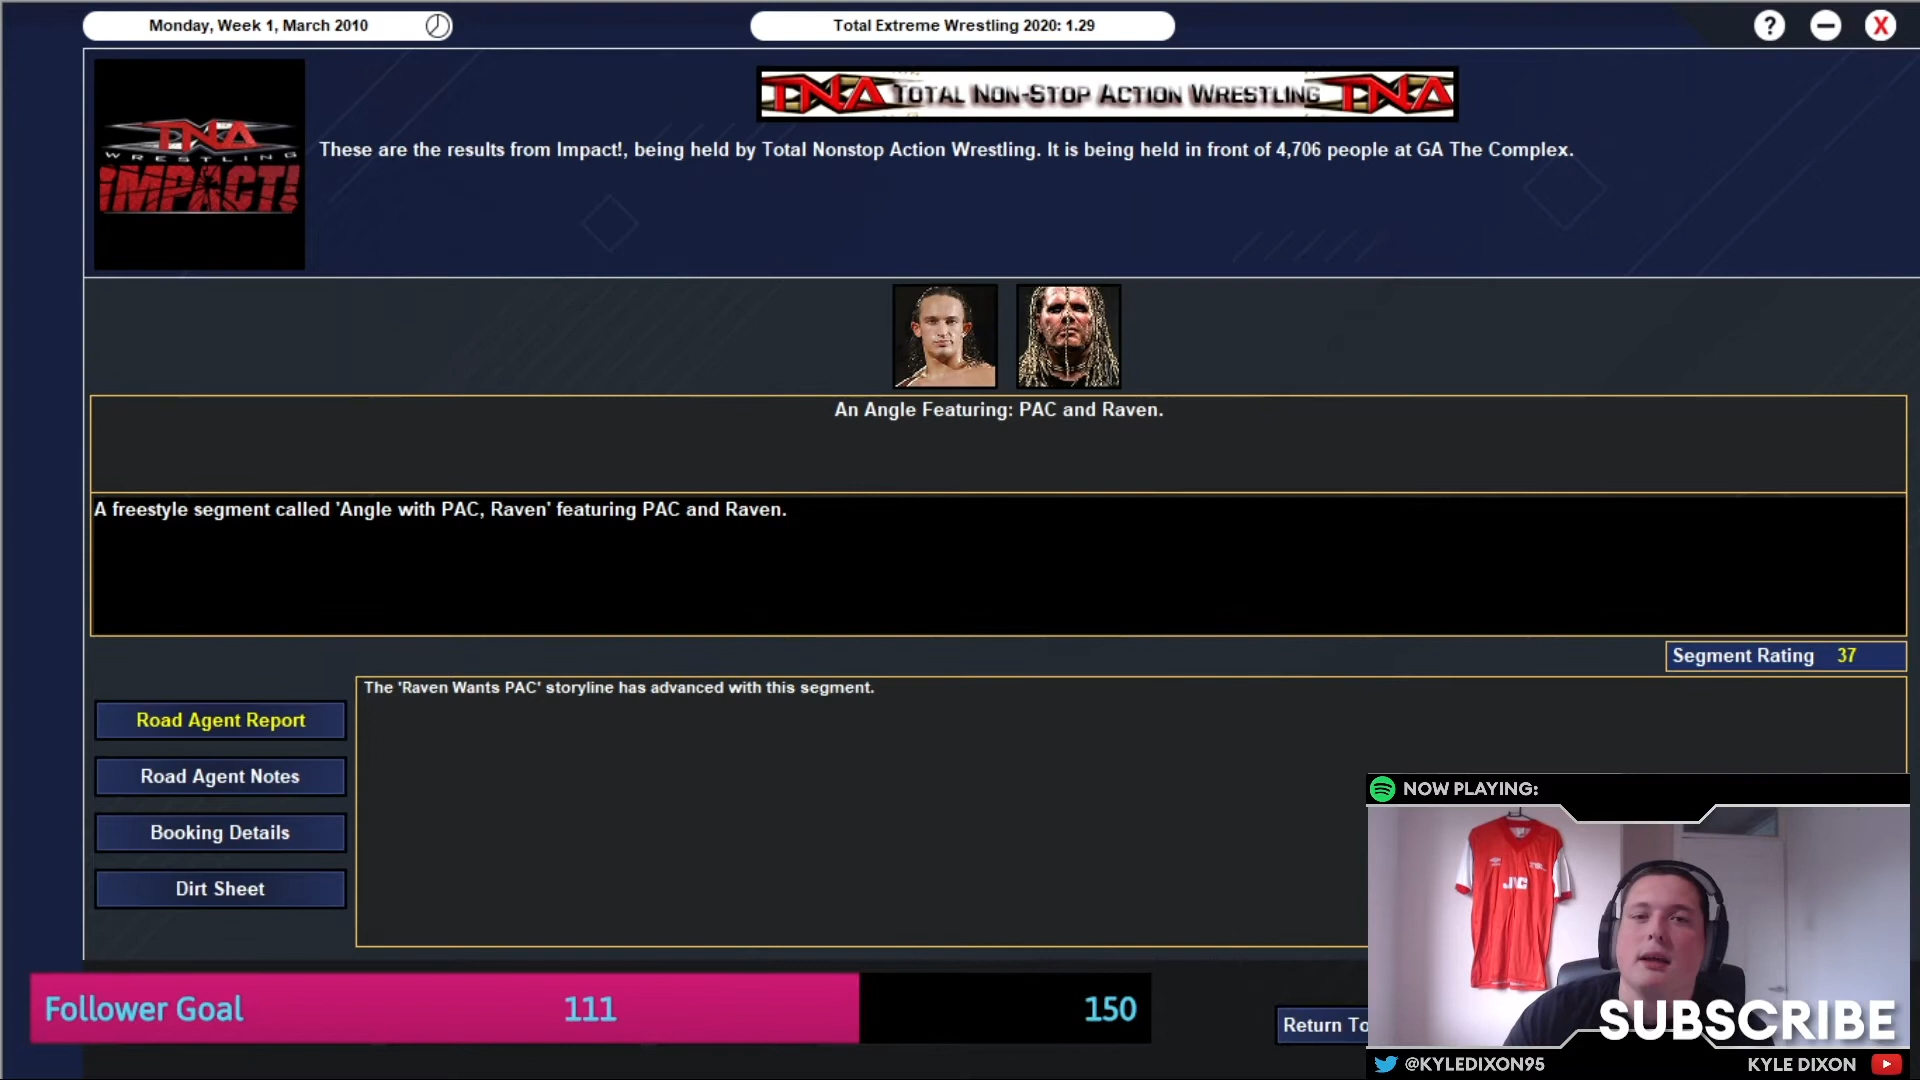 Monday, Week 1, March 2010
Total Extreme Wrestling 2020: 1.29
?
X
TNA
WRESTLING
iMPACT!
TNA TOTAL NON-STOP ACTION WRESTLING TNA
These are the results from Impact!, being held by Total Nonstop Action Wrestling. It is being held in front of 4,706 people at GA The Complex.
An Angle Featuring: PAC and Raven.
A freestyle segment called 'Angle with PAC, Raven' featuring PAC and Raven.
Segment Rating 37
The 'Raven Wants PAC' storyline has advanced with this segment.
Road Agent Report
Road Agent Notes
Booking Details
Dirt Sheet
NOW PLAYING:
JVC
Follower Goal 111 150
Return To
SUBSCRIBE
@KYLEDIXON95
KYLE DIXON